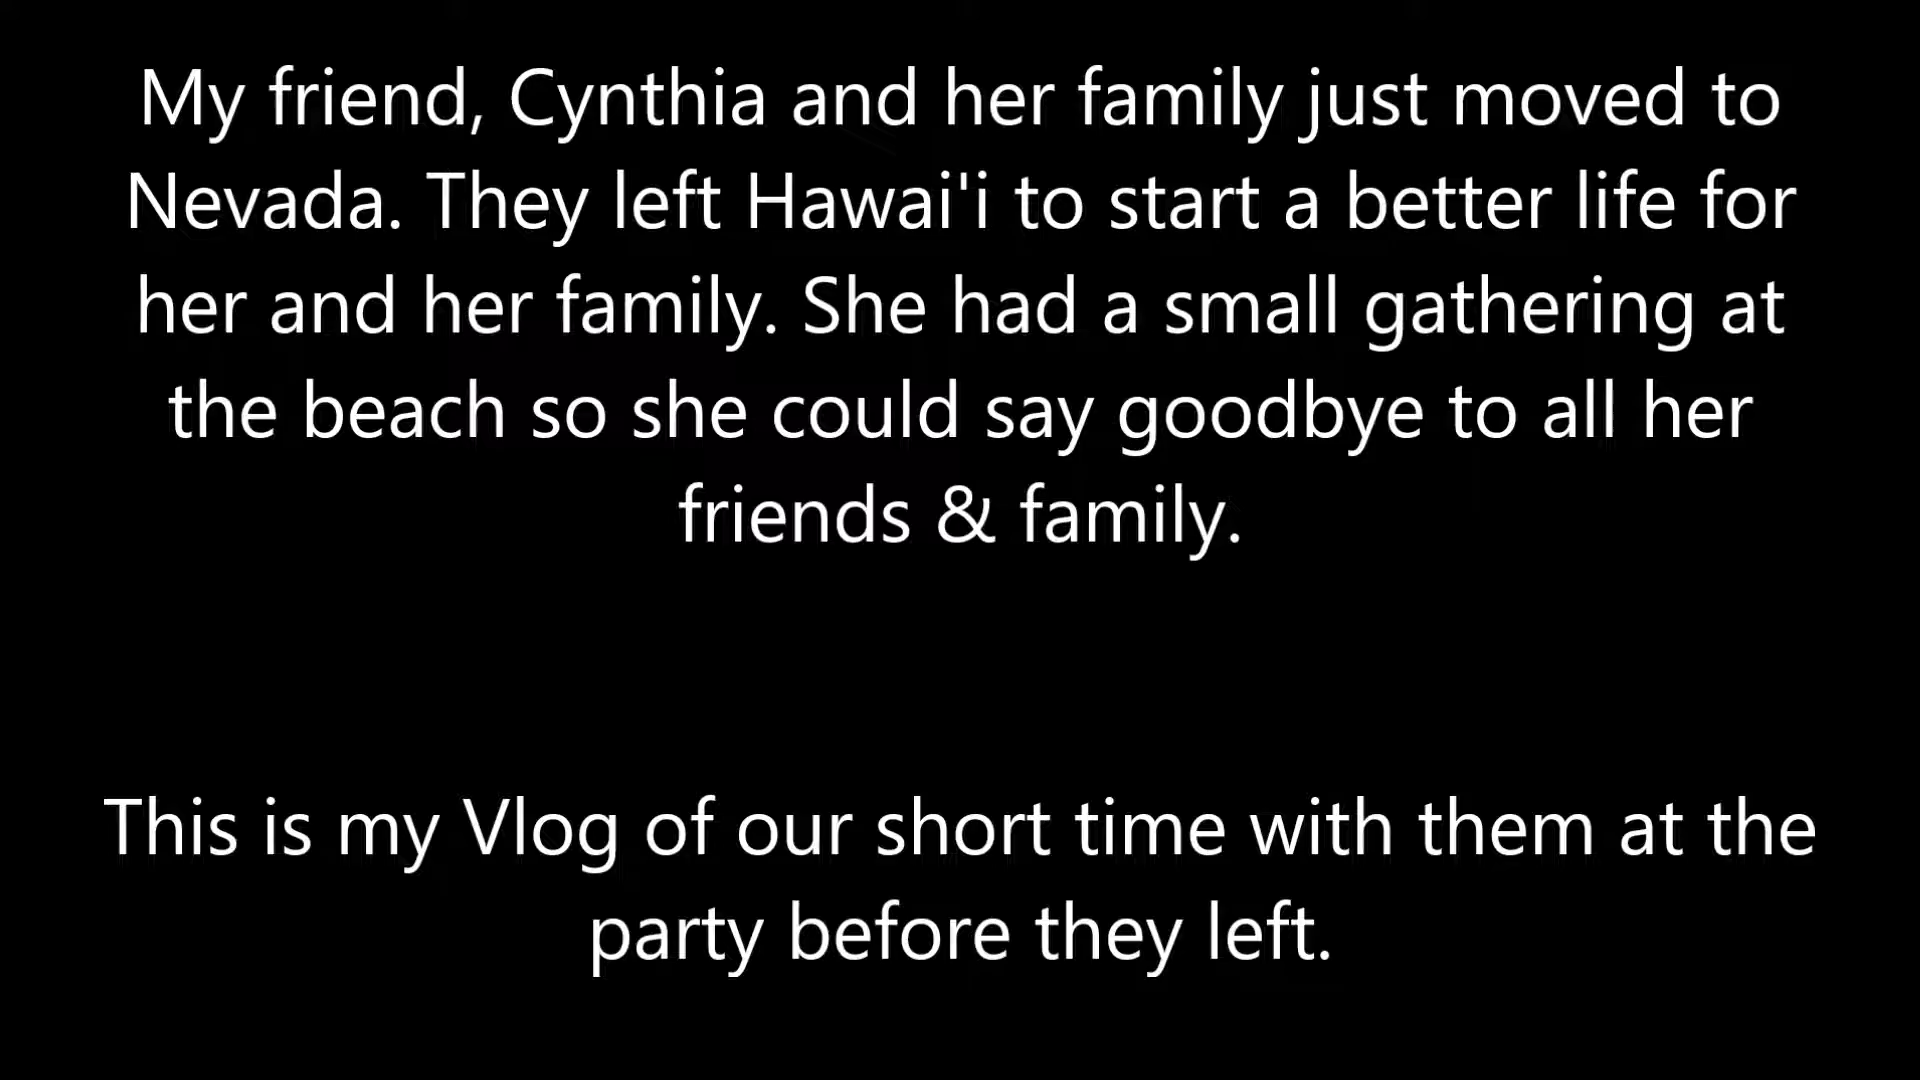 My friend, Cynthia and her family just moved to
Nevada. They left Hawai'i to start a better life for
her and her family. She had a small gathering at
the beach so she could say goodbye to all her
friends & family.
This is my Vlog of our short time with them at the
party before they left.